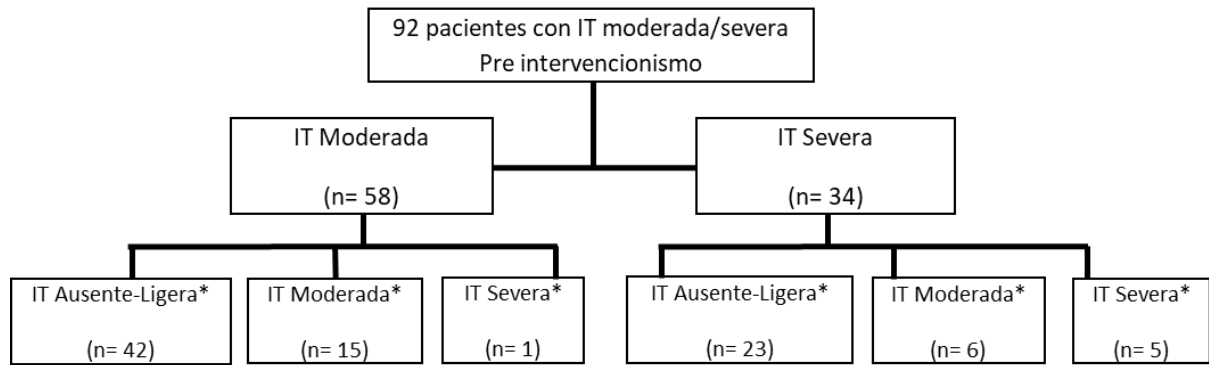 92 pacientes con IT moderada/severa
Pre intervencionismo
IT Moderada
(n= 58)
IT Severa
(n= 34)
IT Ausente-Ligera*
(n= 42)
IT Moderada*
(n= 15)
IT Severa*
(n= 1)
IT Ausente-Ligera*
(n= 23)
IT Moderada*
(n= 6)
IT Severa*
(n= 5)